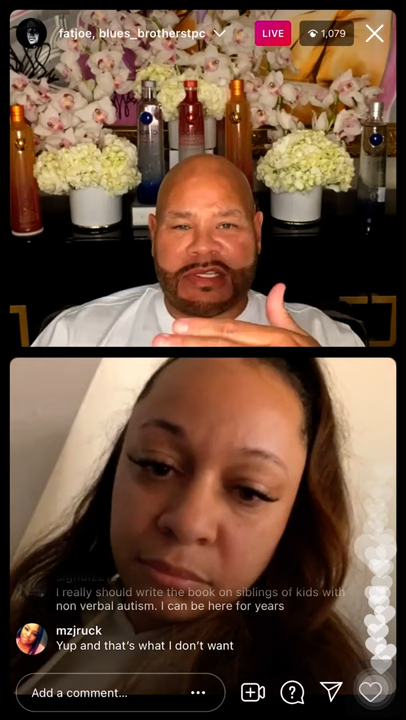 fatjoe, blues_brotherstpc
LIVE
1,079
I really should write the book on siblings of kids with
non verbal autism. I can be here for years
mzjruck
Yup and that's what I don't want
Add a comment...